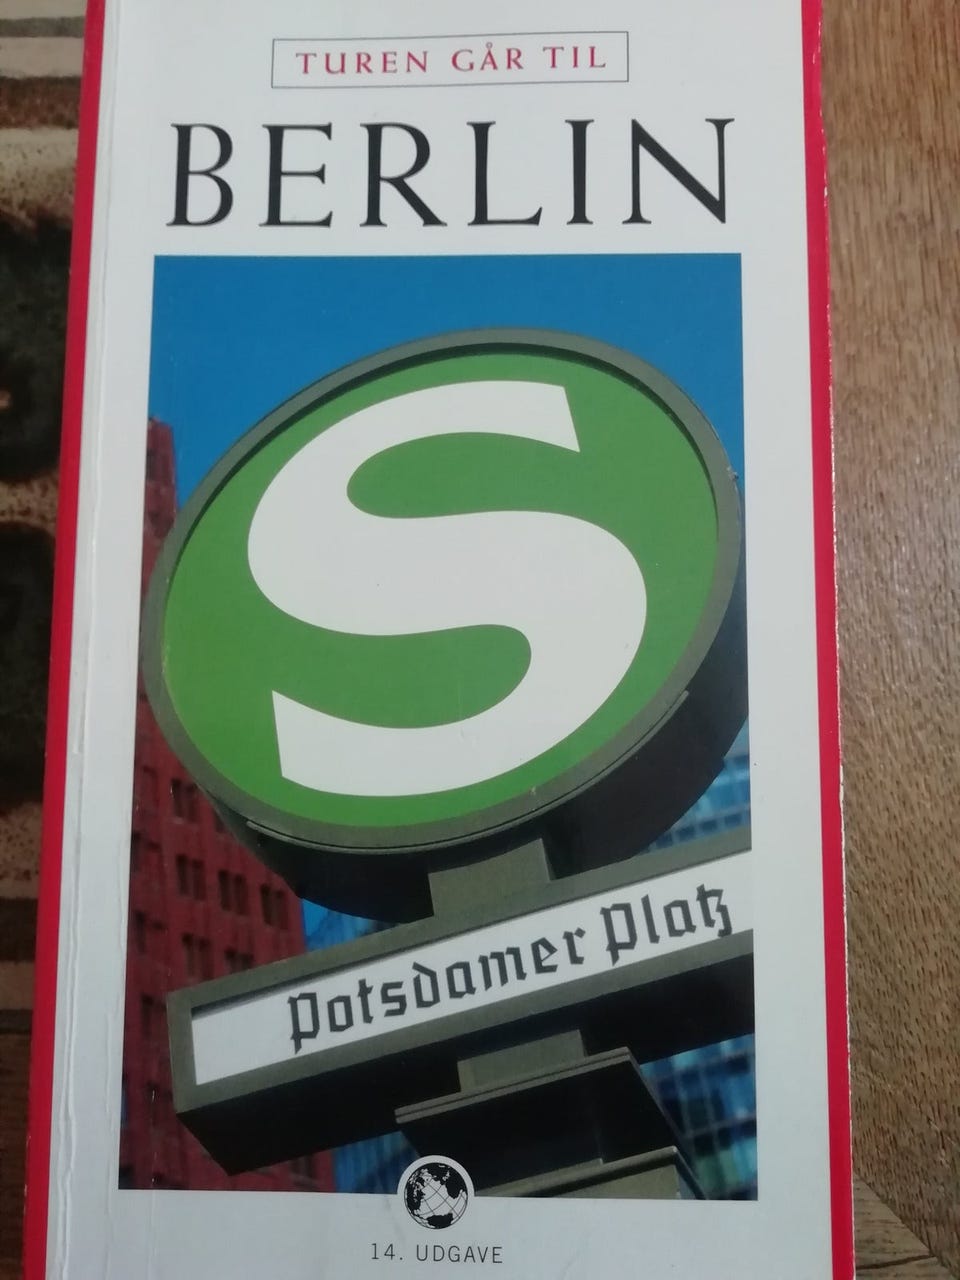 TUREN GÅR TIL
BERLIN
S
Potsdamer Platz
14. UDGAVE